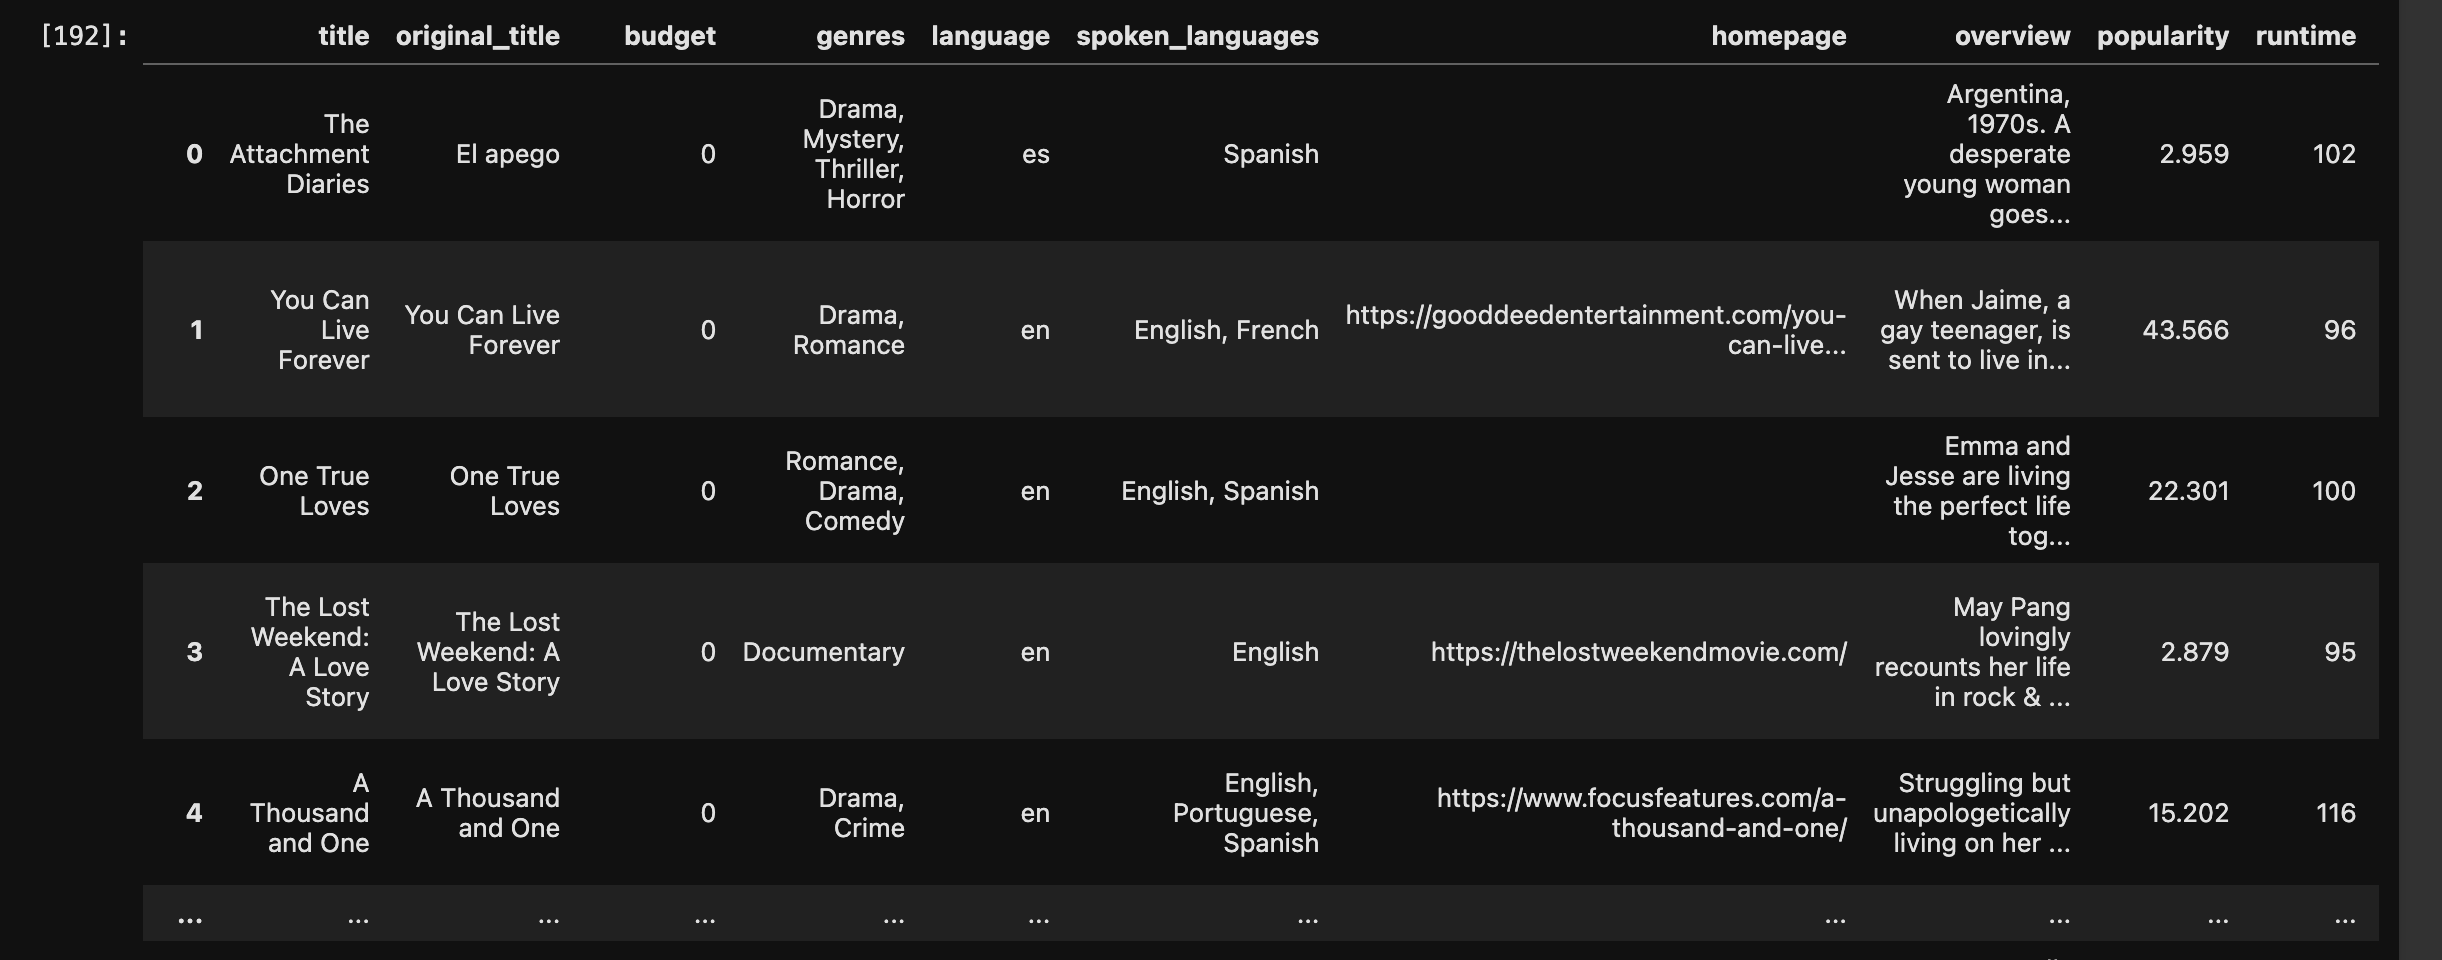 [192]: title original_title budget genres language spoken_languages homepage overview popularity runtime
0 The Attachment Diaries El apego 0 Drama, Mystery, Thriller, Horror es Spanish Argentina, 1970s. A desperate young woman goes... 2.959 102
1 You Can Live Forever You Can Live Forever 0 Drama, Romance en English, French https://gooddeedentertainment.com/you-can-live... When Jaime, a gay teenager, is sent to live in... 43.566 96
2 One True Loves One True Loves 0 Romance, Drama, Comedy en English, Spanish Emma and Jesse are living the perfect life tog... 22.301 100
3 The Lost Weekend: A Love Story The Lost Weekend: A Love Story 0 Documentary en English https://thelostweekendmovie.com/ May Pang lovingly recounts her life in rock & ... 2.879 95
4 A Thousand and One A Thousand and One 0 Drama, Crime en English, Portuguese, Spanish https://www.focusfeatures.com/a-thousand-and-one/ Struggling but unapologetically living on her ... 15.202 116
... ... ... ... ... ... ... ... ... ... ...